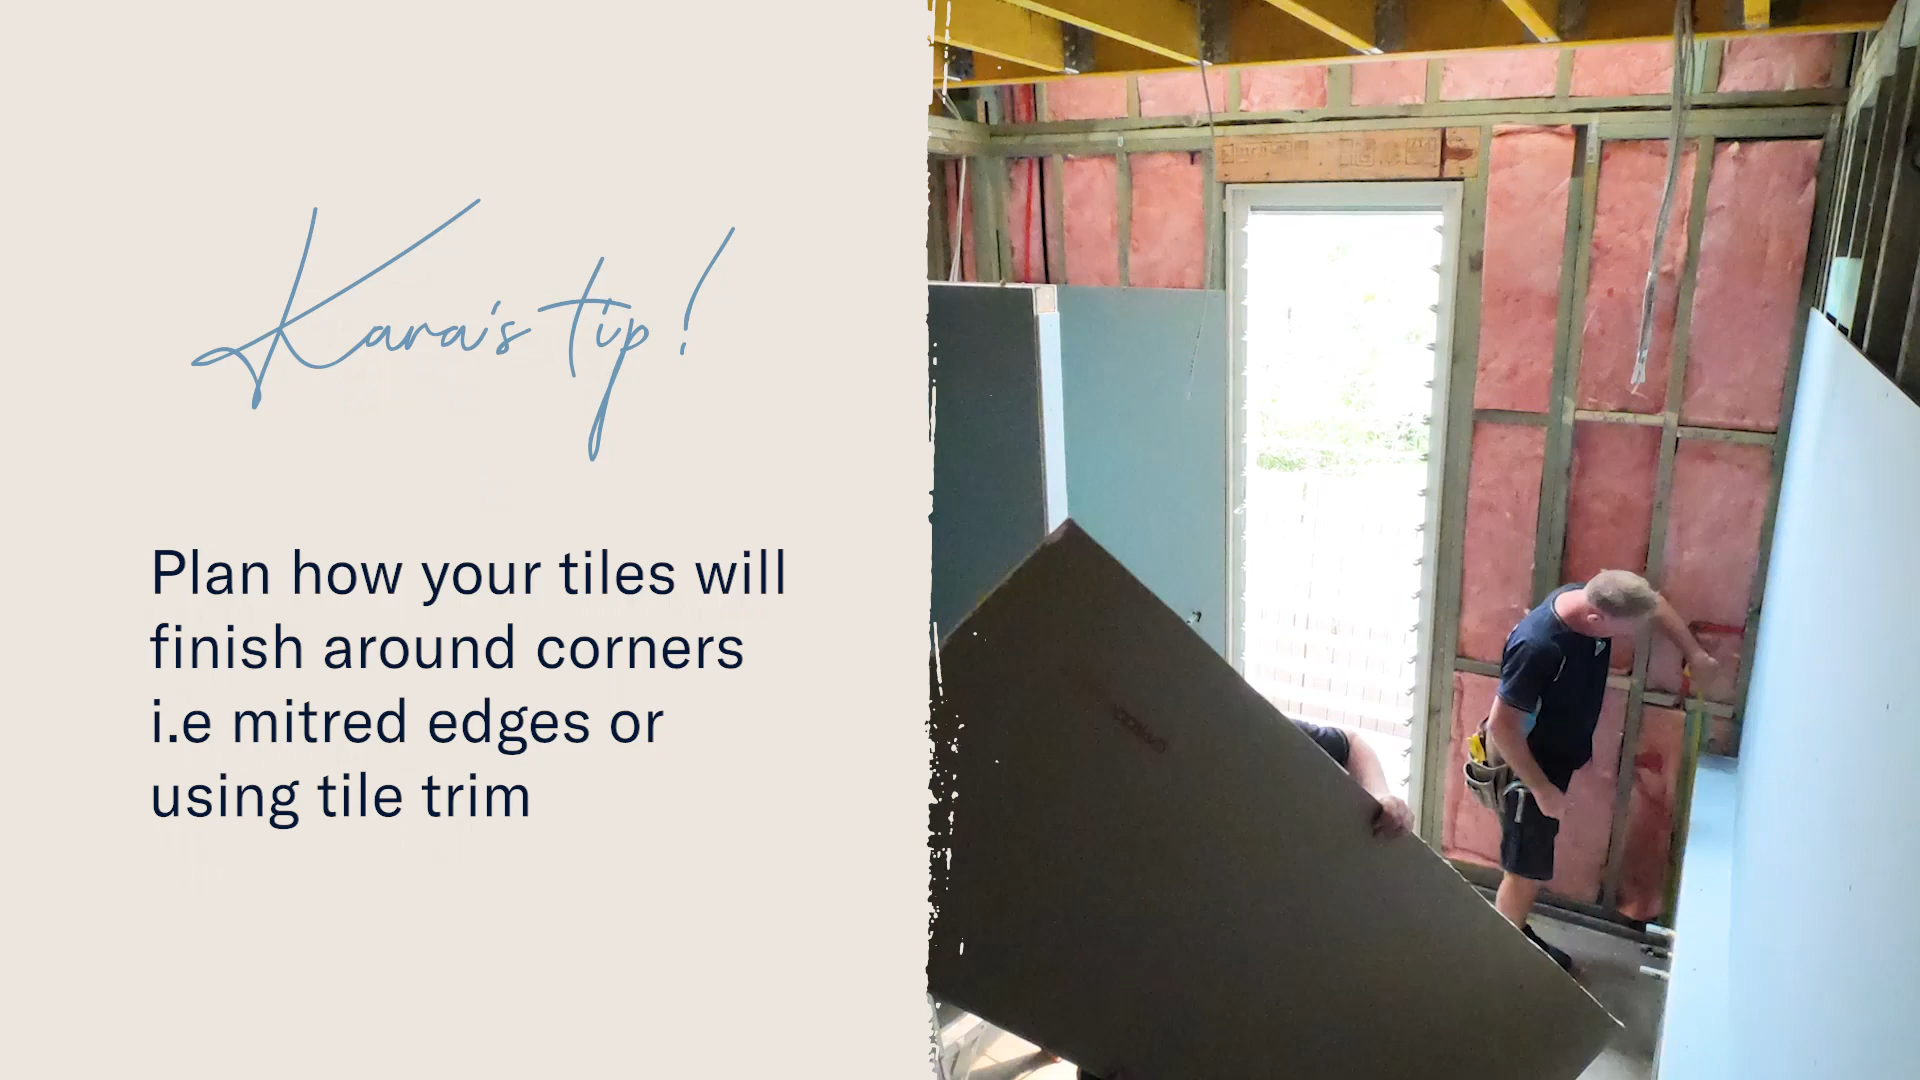 Kara's tip!
Plan how your tiles will
finish around corners
i.e mitred edges or
using tile trim